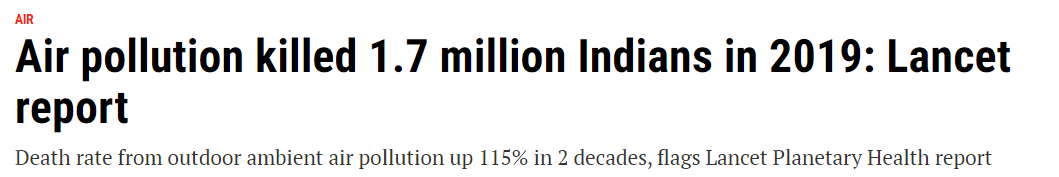 AIR
Air pollution killed 1.7 million Indians in 2019: Lancet
report
Death rate from outdoor ambient air pollution up 115% in 2 decades, flags Lancet Planetary Health report